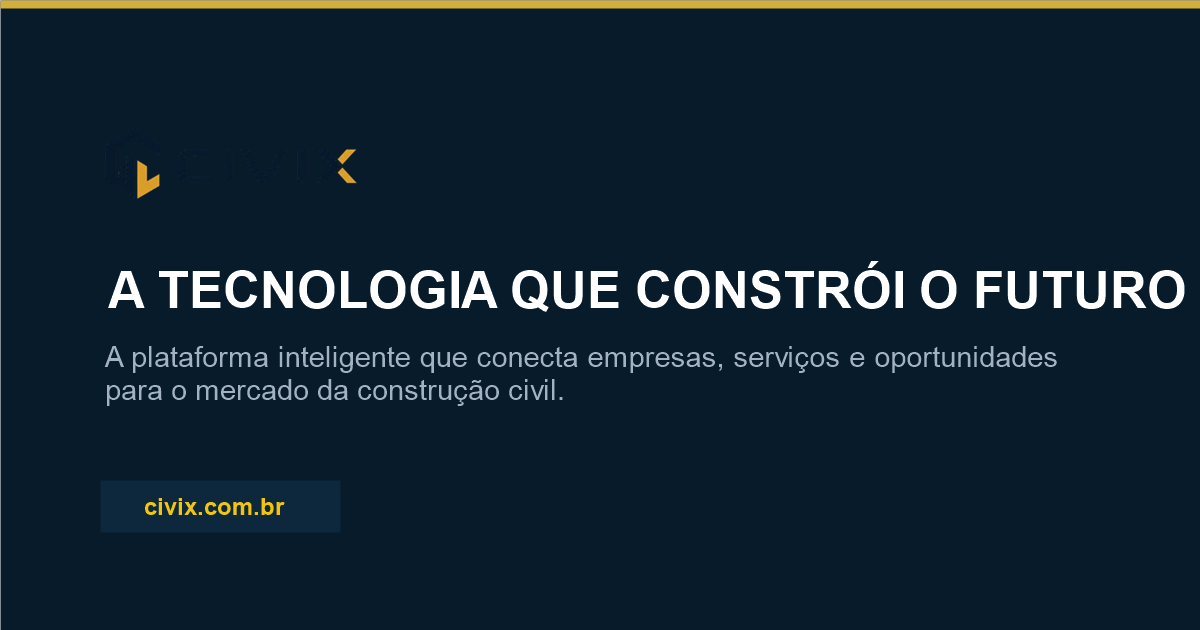 CIVIX
A TECNOLOGIA QUE CONSTRÓI O FUTURO
A plataforma inteligente que conecta empresas, serviços e oportunidades
para o mercado da construção civil.
civix.com.br